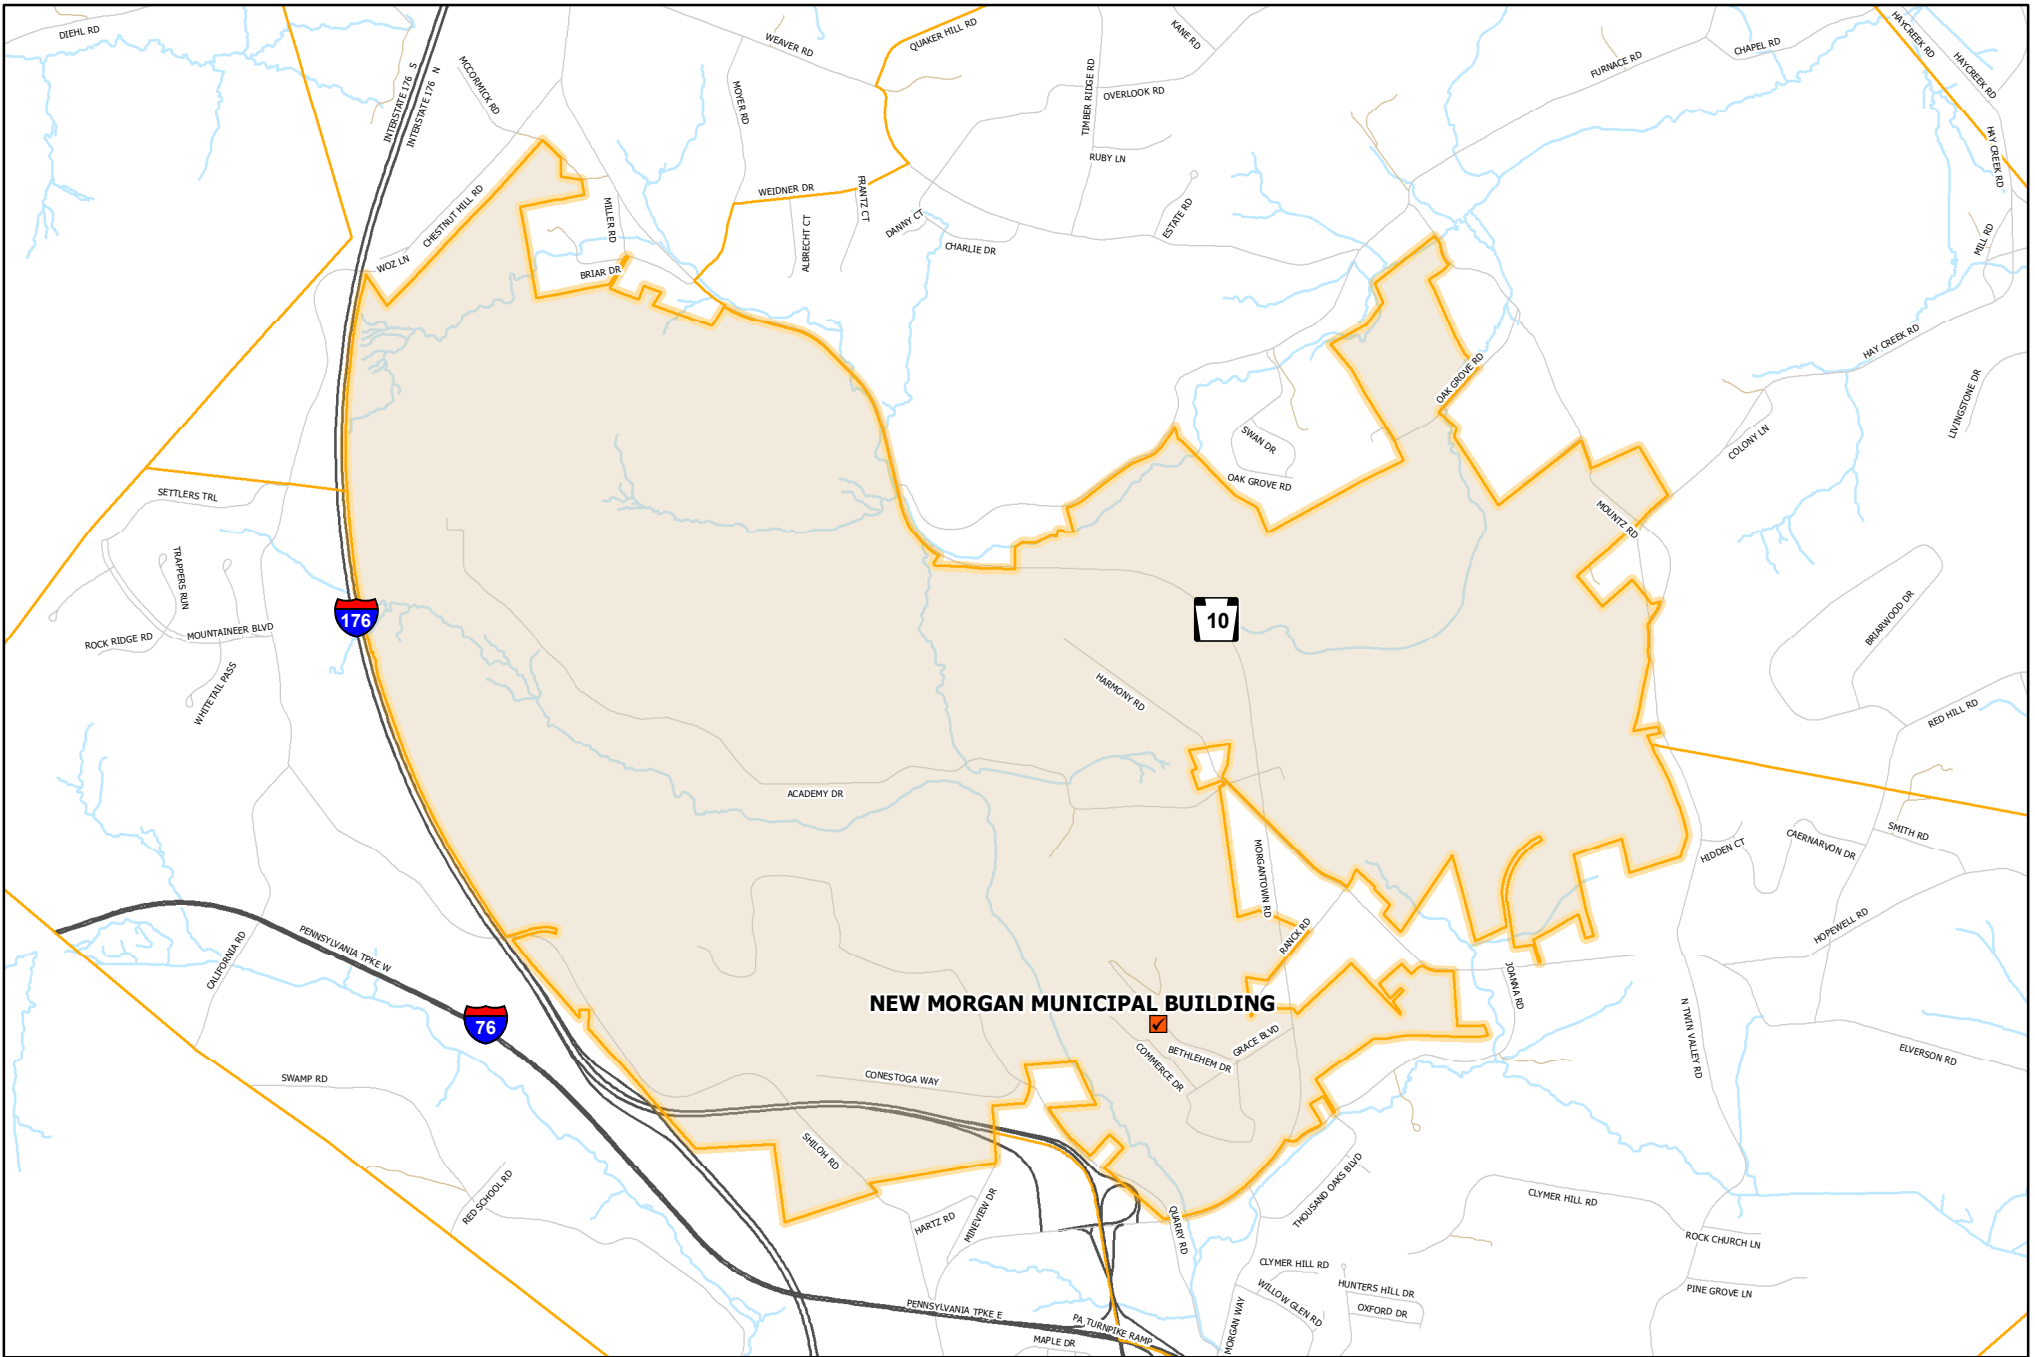 DIEHL RD
INTERSTATE 176 S
INTERSTATE 176 N
MCCORMICK RD
WEAVER RD
QUAKER HILL RD
KANE RD
MOYER RD
TIMBER RIDGE RD
OVERLOOK RD
RUBY LN
FURNACE RD
CHAPEL RD
HAYCREEK RD
HAYCREEK RD
HAY CREEK RD
MILL RD
CHESTNUT HILL RD
WOZ LN
MILLER RD
BRIAR DR
WEIDNER DR
FRANTZ CT
ALBRECHT CT
DANNY CT
CHARLIE DR
ESTATE RD
HAY CREEK RD
LIVINGSTONE DR
OAK GROVE RD
SWAN DR
OAK GROVE RD
COLONY LN
MOUNTZ RD
SETTLERS TRL
TRAPPERS RUN
ROCK RIDGE RD
MOUNTAINEER BLVD
WHITETAIL PASS
176
10
BRIARWOOD DR
RED HILL RD
HARMONY RD
ACADEMY DR
MORGANTOWN RD
RANCK RD
HIDDEN CT
CAERNARVON DR
SMITH RD
HOPEWELL RD
CALIFORNIA RD
PENNSYLVANIA TPKE W
76
NEW MORGAN MUNICIPAL BUILDING
JOANNA RD
N TWIN VALLEY RD
ELVERSON RD
COMMERCE DR
BETHLEHEM DR
GRACE BLVD
CONESTOGA WAY
SWAMP RD
SHILOH RD
RED SCHOOL RD
HARTZ RD
MINEVIEW DR
QUARRY RD
THOUSAND OAKS BLVD
CLYMER HILL RD
ROCK CHURCH LN
PINE GROVE LN
CLYMER HILL RD
HUNTERS HILL DR
WILLOW GLEN RD
OXFORD DR
MORGAN WAY
PENNSYLVANIA TPKE E
PA TURNPIKE RAMP
MAPLE DR